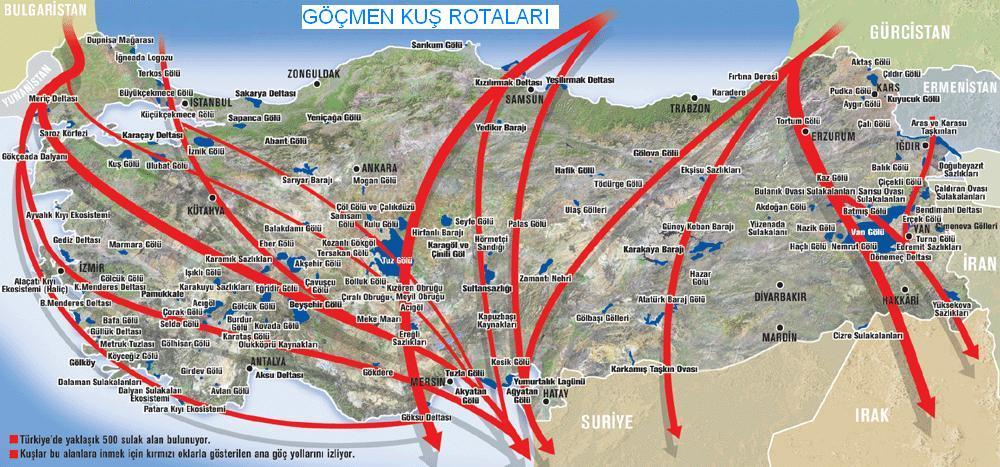 GÖÇMEN KUŞ ROTALARI
BULGARİSTAN
YUNANİSTAN
GÜRCİSTAN
ERMENİSTAN
İRAN
IRAK
SURİYE
Dupnisa Mağarası
İğneada Logozu
Terkos Gölü
Büyükçekmece Gölü
Küçükçekmece Gölü
İSTANBUL
Meriç Deltası
Saroz Körfezi
Gökçeada Dalyanı
Karaçay Deltası
Kuş Gölü
Ulubat Gölü
İznik Gölü
Sakarya Deltası
Sapanca Gölü
Yeniçağa Gölü
Abant Gölü
ZONGULDAK
Sarıkum Gölü
Kızılırmak Deltası
Yeşilırmak Deltası
SAMSUN
Yedikır Barajı
TRABZON
Karadere
Fırtına Deresi
Aktaş Gölü
Çıldır Gölü
KARS
Pudka Gölü
Kuyucuk Gölü
Aygır Gölü
Tortum Gölü
Çalı Gölü
ERZURUM
Aras ve Karasu
Taşkınları
IĞDIR
Doğubeyazıt
Sazlıkları
Balık Gölü
Çiçekli Gölü
Kaz Gölü
Bulanık Ovası
Sulakalanları
Sarısu Ovası
Sulakalanları
Çaldıran Ovası
Sulakalanları
Akdoğan Gölü
Batmış Gölü
Bendimahi Deltası
Erçek Gölü
Yüzenada
Sulakalanı
Nazik Gölü
Van Gölü
VAN
Turna Gölü
Çimenova Gölleri
Haçlı Gölü
Nemrut Gölü
Edremit Sazlıkları
Dönemeç Deltası
HAKKÂRİ
Yüksekova
Sazlıkları
Cizre Sulakalanları
ANKARA
Mogan Gölü
Sarıyar Barajı
KÜTAHYA
Gölova Gölü
Hafik Gölü
Tödürge Gölü
Ekşisu Sazlıkları
Ulaş Gölleri
Güney Keban Barajı
Karakaya Barajı
Hazar
Gölü
Atatürk Baraj Gölü
DİYARBAKIR
MARDİN
Gölbaşı Gölleri
Karkamış Taşkın Ovası
Çöl Gölü ve Çalıkdüzü
Samsam
Gölü
Kulu Gölü
Hirfanlı Barajı
Seyfe Gölü
Palas Gölü
Karagöl ve
Çinili Göl
Hörmetçi
Sazlığı
Balakdamı Gölü
Kozanlı Gökgöl
Tersakan Gölü
Tuz Gölü
Eber Gölü
Akşehir Gölü
Karamık Sazlıkları
Çavuşcu
Gölü
Bolluk Gölü
Kızören Obruğu
Çıralı Obruğu
Meyil Obruğu
Acıgöl
Meke Maarı
Ereğli
Sazlıkları
Sultansazlığı
Zamantı Nehri
Kapuzbaşı
Kaynakları
Kesik Gölü
Yumurtalık Lagünü
Ağyatan
Gölü
HATAY
Tuzla Gölü
Akyatan
Gölü
MERSİN
Göksu Deltası
Gökdere
Ayvalık Kıyı Ekosistemi
Gediz Deltası
Marmara Gölü
İZMİR
Alaçatı Kıyı
Ekosistemi (Haliç)
Gölcük Gölü
K.Menderes Deltası
B.Menderes Deltası
Pamukkale
Işıklı Gölü
Karakuyu Sazlıkları
Eğridir Gölü
Beyşehir Gölü
Acıgöl
Çorak Gölü
Salda Gölü
Gölcük Gölü
Burdur
Gölü
Kovada Gölü
Karataş
Gölü
Olukköprü Kaynakları
Bafa Gölü
Güllük Deltası
Metruk Tuzlası
Gölhisar Gölü
Gölköy
Köyceğiz Gölü
Girdev Gölü
Avlan Gölü
ANTALYA
Aksu Deltası
Dalaman Sulakalanları
Dalyan Sulakalan
Ekosistemi
Patara Kıyı Ekosistemi
Türkiye'de yaklaşık 500 sulak alan bulunuyor.
Kuşlar bu alanlara inmek için kırmızı oklarla gösterilen ana göç yollarını izliyor.